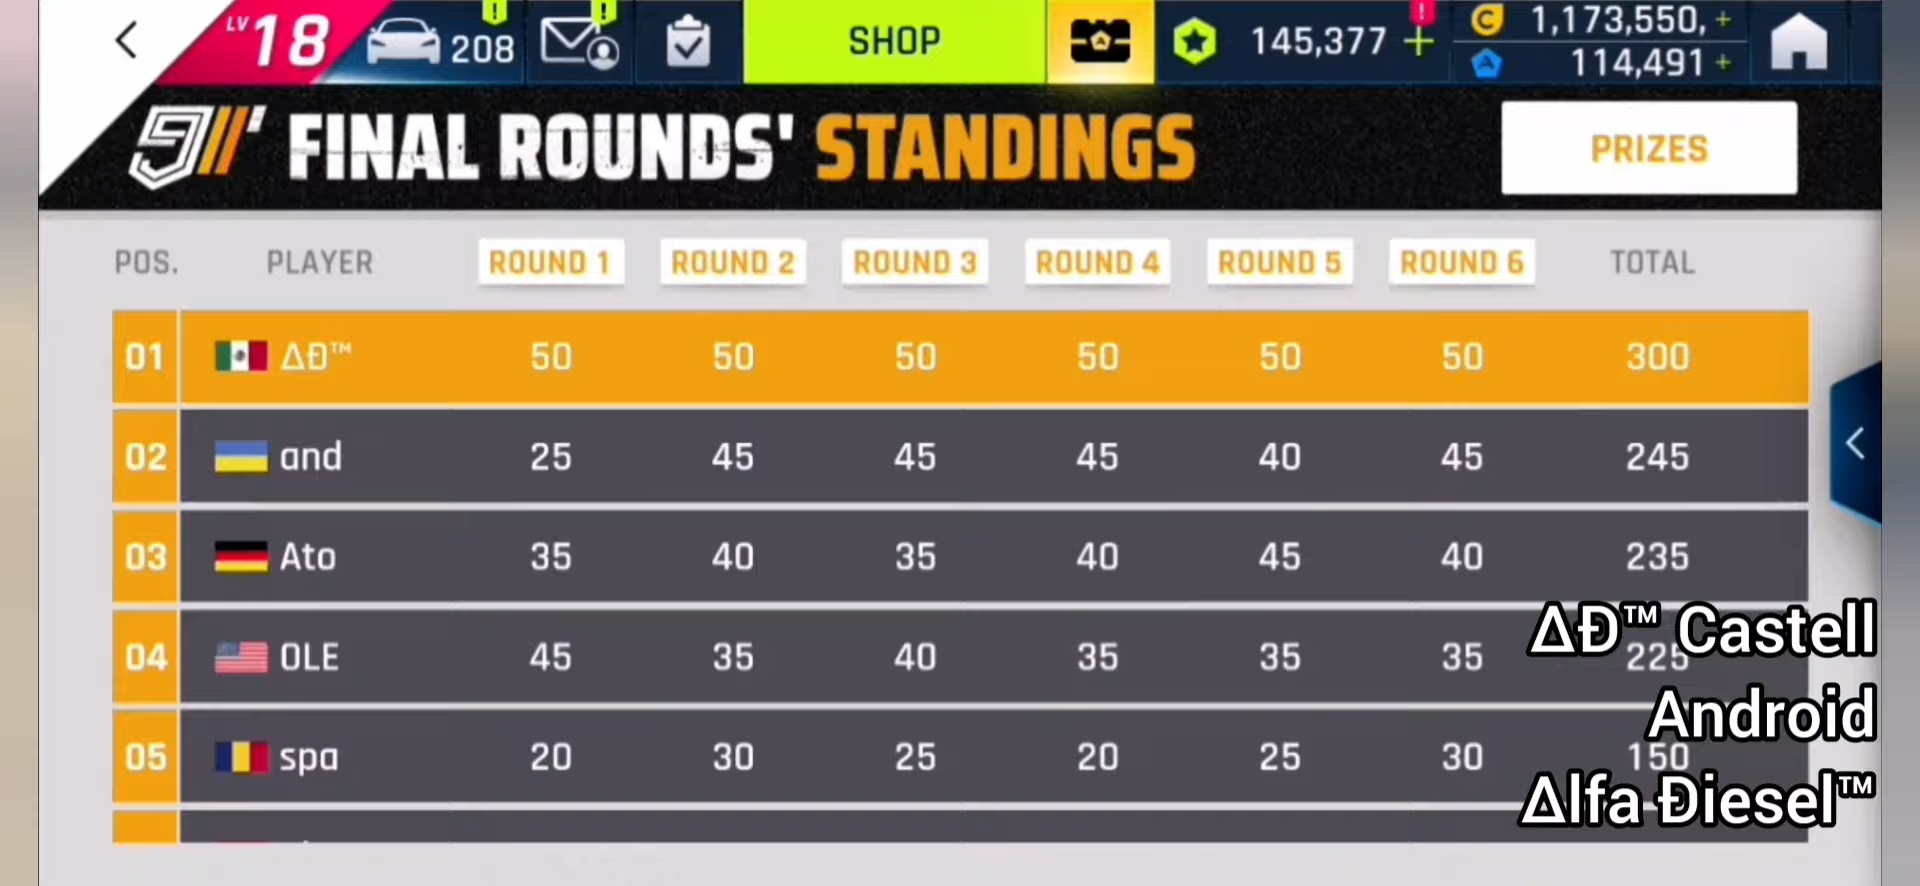 LV 18 208 SHOP 145,377 + 1,173,550, +
114,491 +
FINAL ROUNDS' STANDINGS PRIZES
POS. PLAYER ROUND 1 ROUND 2 ROUND 3 ROUND 4 ROUND 5 ROUND 6 TOTAL
01 ΔĐ™ 50 50 50 50 50 50 300
02 and 25 45 45 45 40 45 245
03 Ato 35 40 35 40 45 40 235
04 OLE 45 35 40 35 35 35 225
05 spa 20 30 25 20 25 30 150
ΔĐ™ Castell
Android
Δlfa Điesel™